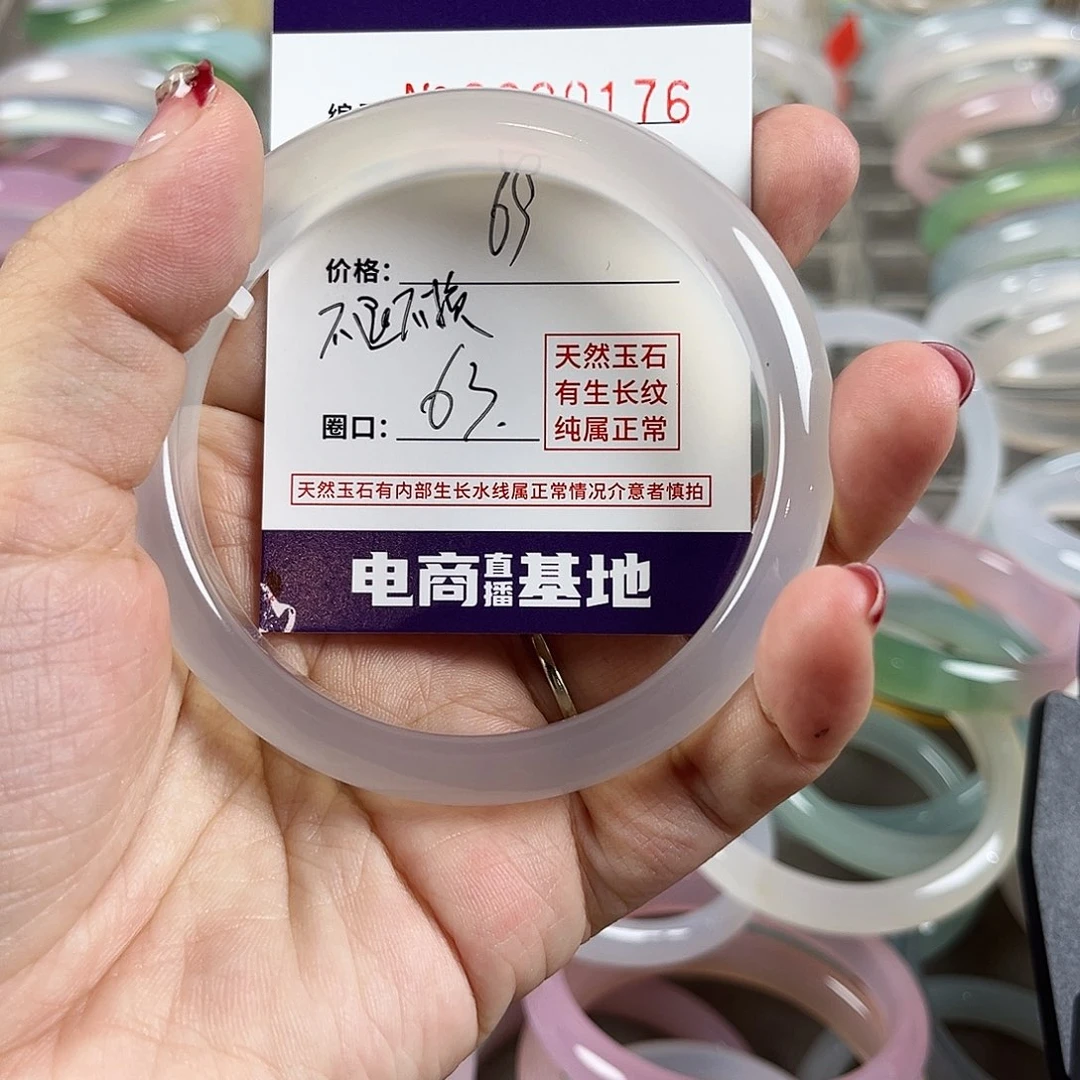 176
69
价格：
不退不换
圈口： 63.
天然玉石
有生长纹
纯属正常
天然玉石有内部生长水线属正常情况介意者慎拍
电商直播基地